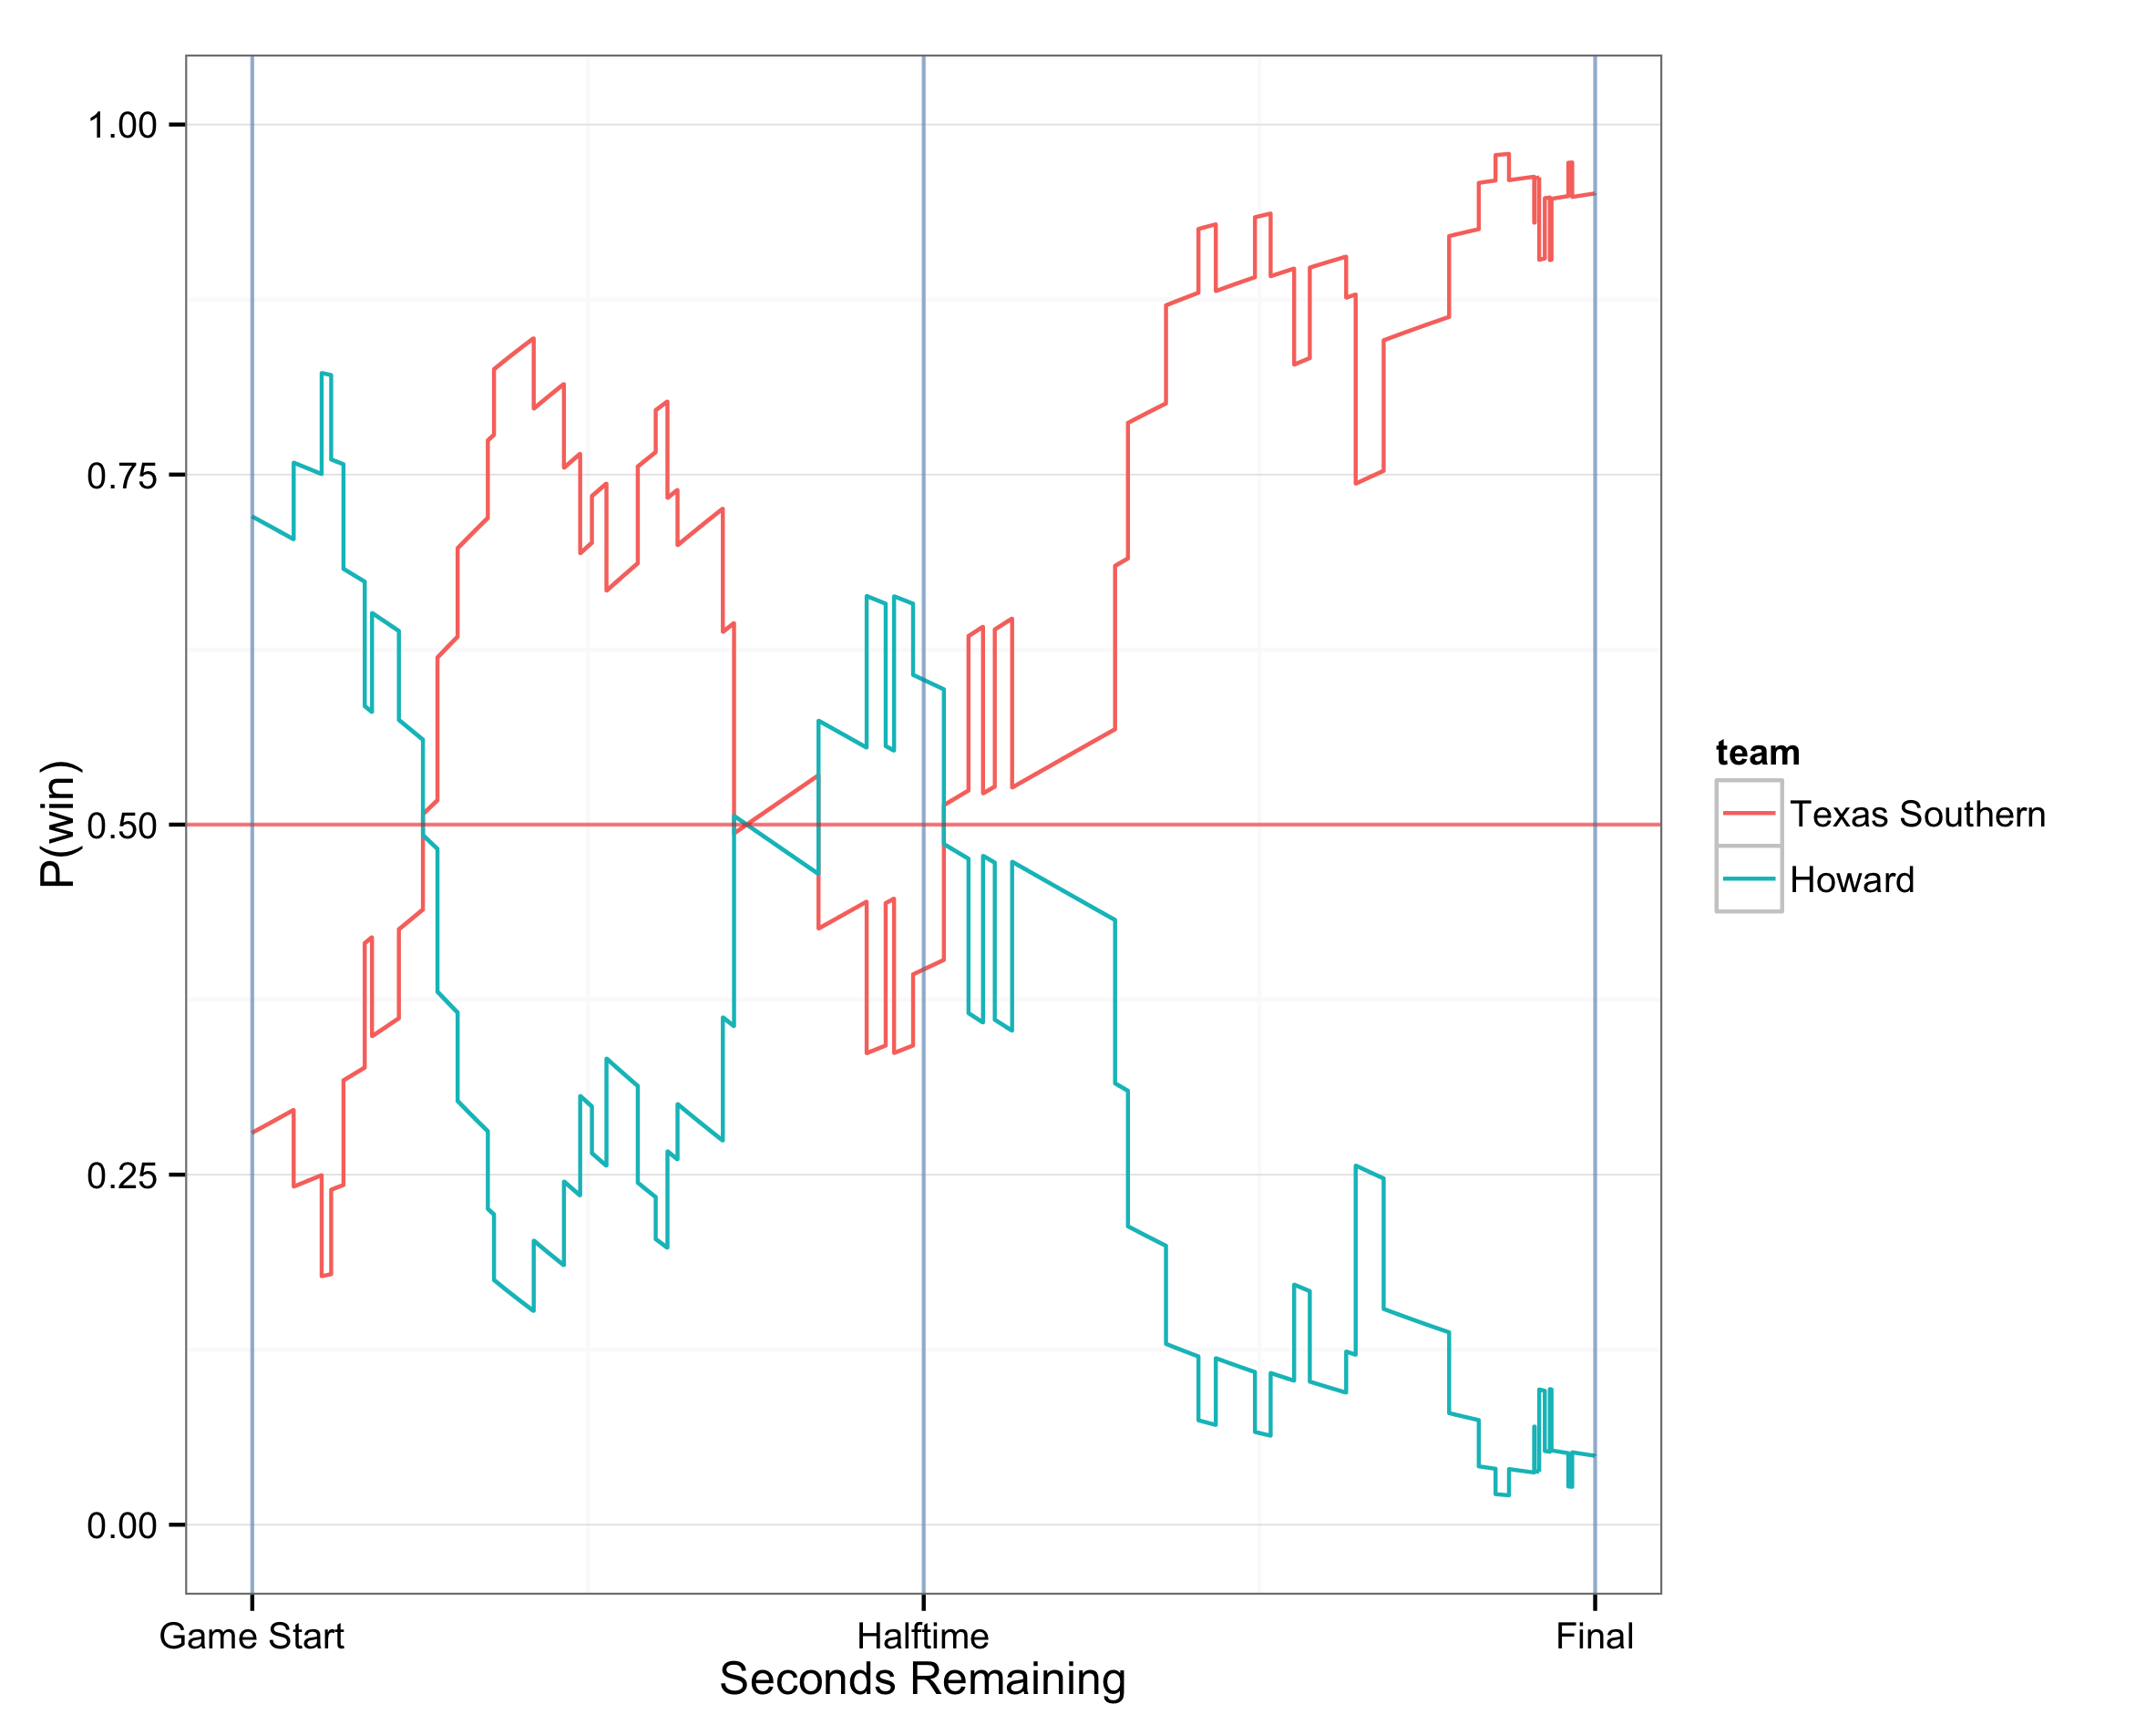 1.00
0.75
0.50
0.25
0.00
P(win)
Game Start
Halftime
Final
Seconds Remaining
team
Texas Southern
Howard